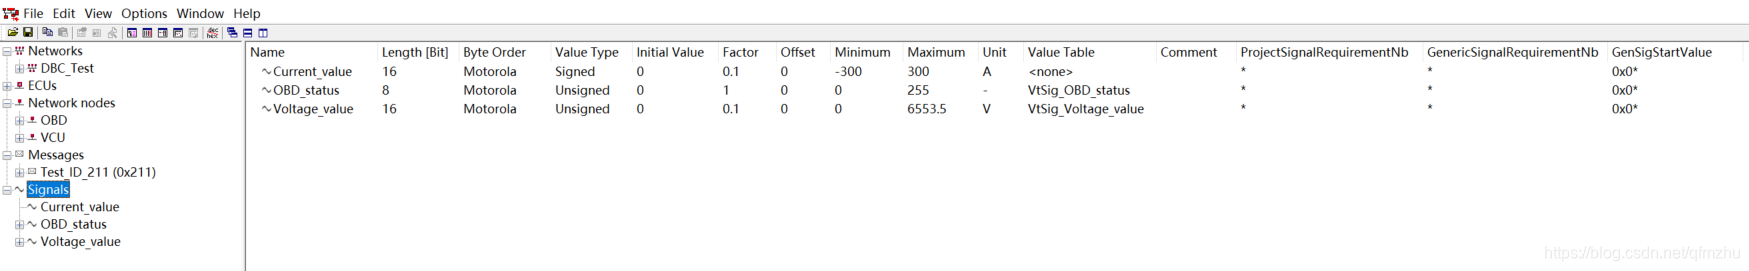 File Edit View Options Window Help
Networks
DBC_Test
ECUs
Network nodes
OBD
VCU
Messages
Test_ID_211 (0x211)
Signals
Current_value
OBD_status
Voltage_value
Name Length [Bit] Byte Order Value Type Initial Value Factor Offset Minimum Maximum Unit Value Table Comment ProjectSignalRequirementNb GenericSignalRequirementNb GenSigStartValue
Current_value 16 Motorola Signed 0 0.1 0 -300 300 A <none> * * 0x0*
OBD_status 8 Motorola Unsigned 0 1 0 0 255 - VtSig_OBD_status * * 0x0*
Voltage_value 16 Motorola Unsigned 0 0.1 0 0 6553.5 V VtSig_Voltage_value * * 0x0*
https://blog.csdn.net/qfmzhu